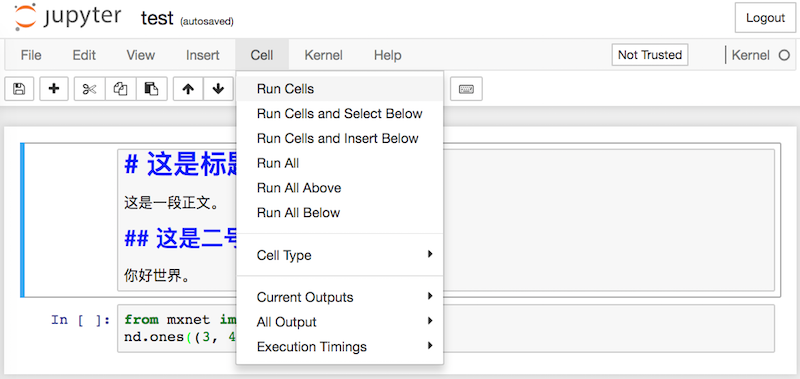 jupyter test (autosaved) Logout
File Edit View Insert Cell Kernel Help Not Trusted Kernel
Run Cells
Run Cells and Select Below
Run Cells and Insert Below
Run All
Run All Above
Run All Below
Cell Type
Current Outputs
All Output
Execution Timings
# 这是标
这是一段正文。
## 这是二
你好世界。
In [ ]: from mxnet im
nd.ones((3, 4